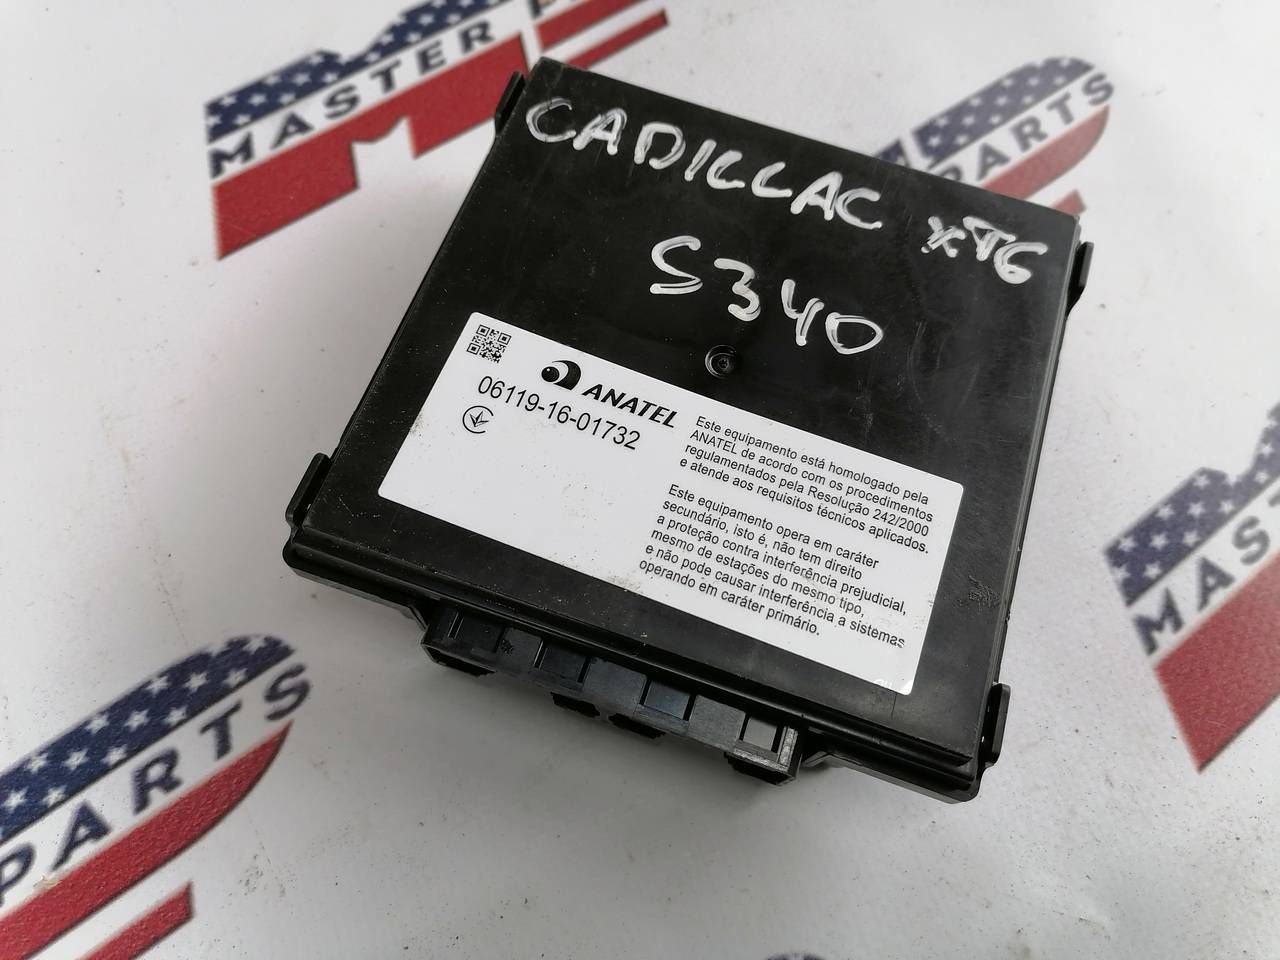 MASTER
PARTS
CADILLAC XT6
S340
ANATEL
06119-16-01732
Este equipamento está homologado pela
ANATEL de acordo com os procedimentos
regulamentados pela Resolução 242/2000
e atende aos requisitos técnicos aplicados.
Este equipamento opera em caráter
secundário, isto é, não tem direito
a proteção contra interferência prejudicial,
mesmo de estações do mesmo tipo,
e não pode causar interferência a sistemas
operando em caráter primário.
MAS
PARTS